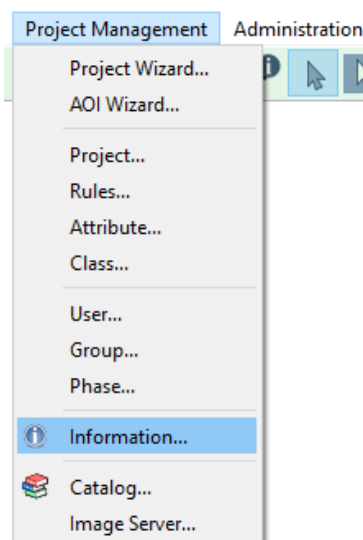 Project Management Administration
Project Wizard...
AOI Wizard...
Project...
Rules...
Attribute...
Class...
User...
Group...
Phase...
Information...
Catalog...
Image Server...